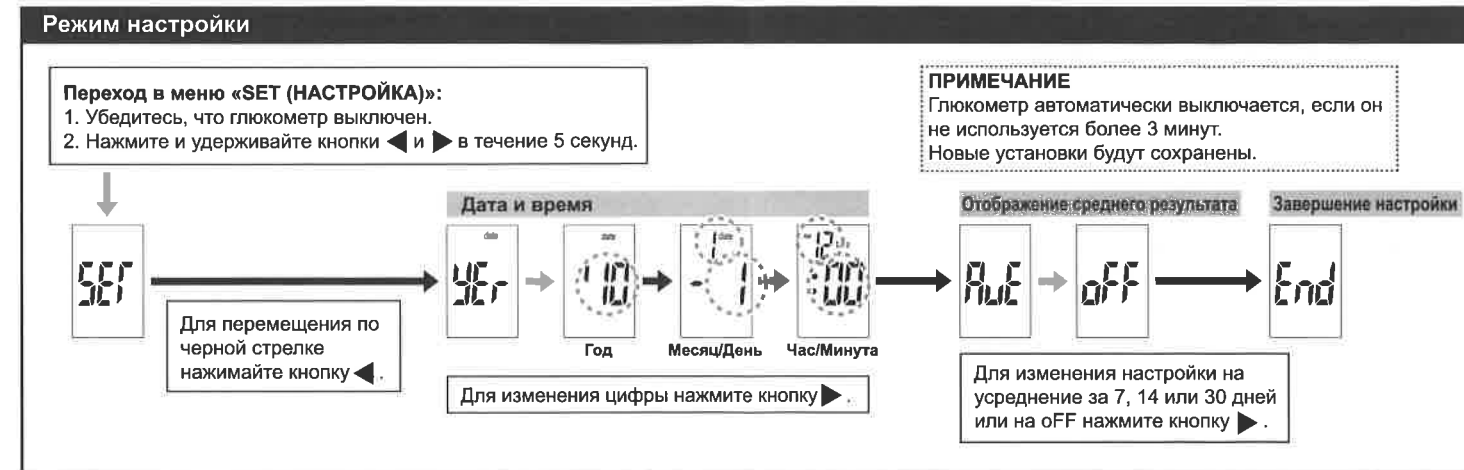 Режим настройки
Переход в меню «SET (НАСТРОЙКА)»:
1. Убедитесь, что глюкометр выключен.
2. Нажмите и удерживайте кнопки ◀ и ▶ в течение 5 секунд.
ПРИМЕЧАНИЕ
Глюкометр автоматически выключается, если он
не используется более 3 минут.
Новые установки будут сохранены.
Дата и время
Отображение среднего результата
Завершение настройки
SET
date
YEr
date
'10
1 date
- 1
12
:00
AvE
oFF
End
Год
Месяц/День
Час/Минута
Для перемещения по
черной стрелке
нажимайте кнопку ◀ .
Для изменения цифры нажмите кнопку ▶ .
Для изменения настройки на
усреднение за 7, 14 или 30 дней
или на oFF нажмите кнопку ▶ .